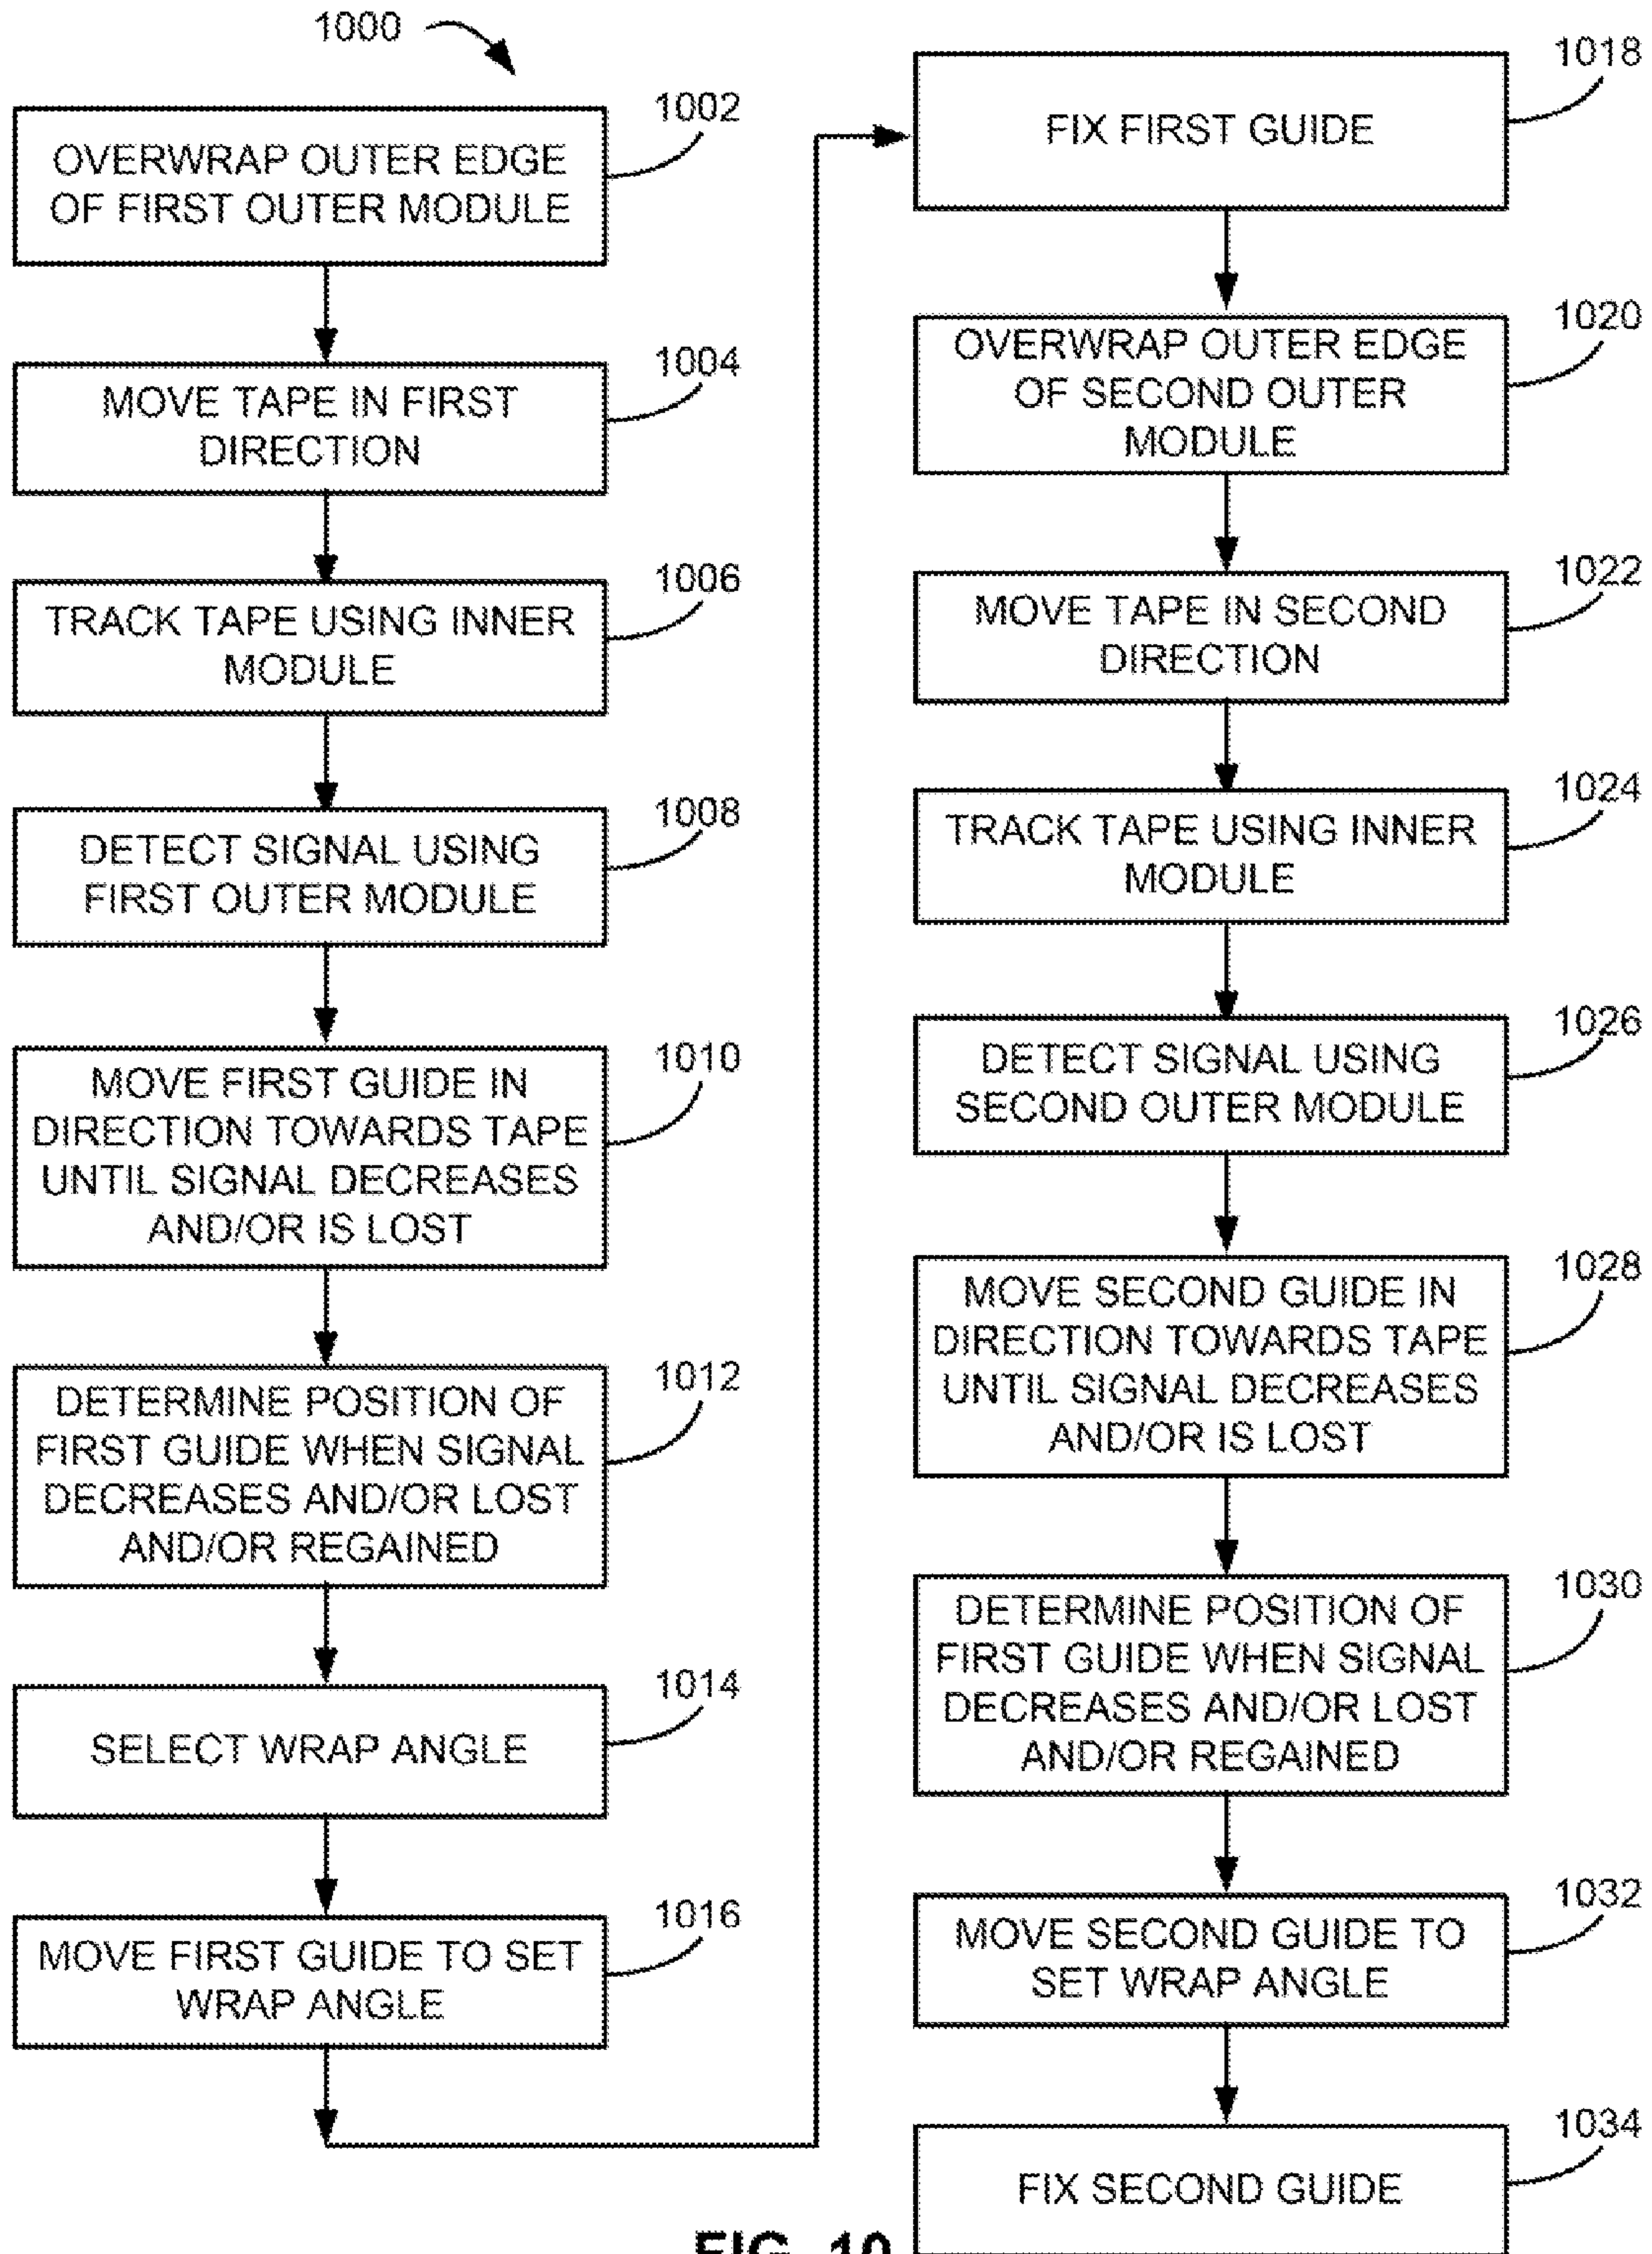 1000
1002
OVERWRAP OUTER EDGE
OF FIRST OUTER MODULE
1004
MOVE TAPE IN FIRST
DIRECTION
1006
TRACK TAPE USING INNER
MODULE
1008
DETECT SIGNAL USING
FIRST OUTER MODULE
1010
MOVE FIRST GUIDE IN
DIRECTION TOWARDS TAPE
UNTIL SIGNAL DECREASES
AND/OR IS LOST
1012
DETERMINE POSITION OF
FIRST GUIDE WHEN SIGNAL
DECREASES AND/OR LOST
AND/OR REGAINED
1014
SELECT WRAP ANGLE
1016
MOVE FIRST GUIDE TO SET
WRAP ANGLE
1018
FIX FIRST GUIDE
1020
OVERWRAP OUTER EDGE
OF SECOND OUTER
MODULE
1022
MOVE TAPE IN SECOND
DIRECTION
1024
TRACK TAPE USING INNER
MODULE
1026
DETECT SIGNAL USING
SECOND OUTER MODULE
1028
MOVE SECOND GUIDE IN
DIRECTION TOWARDS TAPE
UNTIL SIGNAL DECREASES
AND/OR IS LOST
1030
DETERMINE POSITION OF
FIRST GUIDE WHEN SIGNAL
DECREASES AND/OR LOST
AND/OR REGAINED
1032
MOVE SECOND GUIDE TO
SET WRAP ANGLE
1034
FIX SECOND GUIDE
FIG. 10